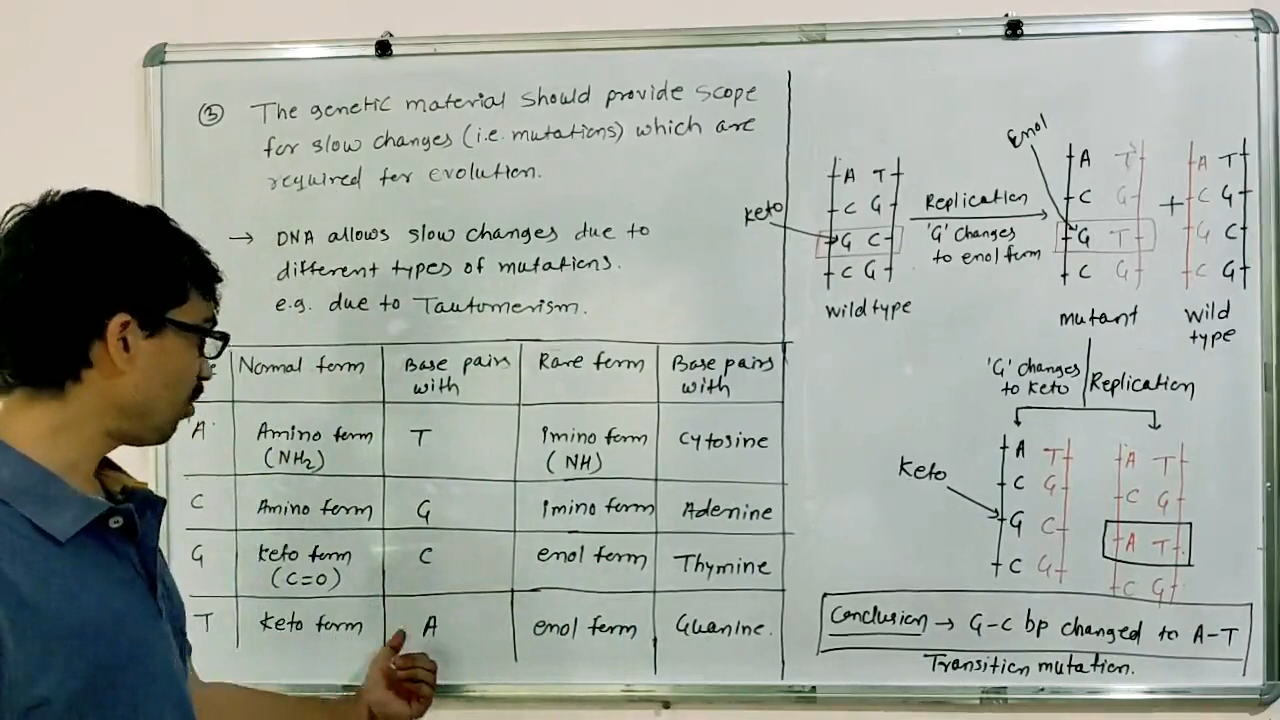 ③ The genetic material should provide scope
for slow changes (i.e. mutations) which are
required for evolution.
→ DNA allows slow changes due to
different types of mutations.
e.g. due to Tautomerism.
Normal form Base pairs with Rare form Base pairs with
A Amino form (NH₂) T Imino form (NH) Cytosine
C Amino form G Imino form Adenine
G Keto form (C=O) C enol form Thymine
T Keto form A enol form Guanine.
Keto
A T
C G
G C
C G
wild type
Replication
'G' Changes
to enol form
Enol
A T
C G
G T
C G
mutant
+
A T
C G
G C
C G
Wild
type
'G' changes
to Keto
Replication
Keto
A T
C G
G C
C G
A T
C G
A T
C G
Conclusion → G-C bp changed to A-T
Transition mutation.